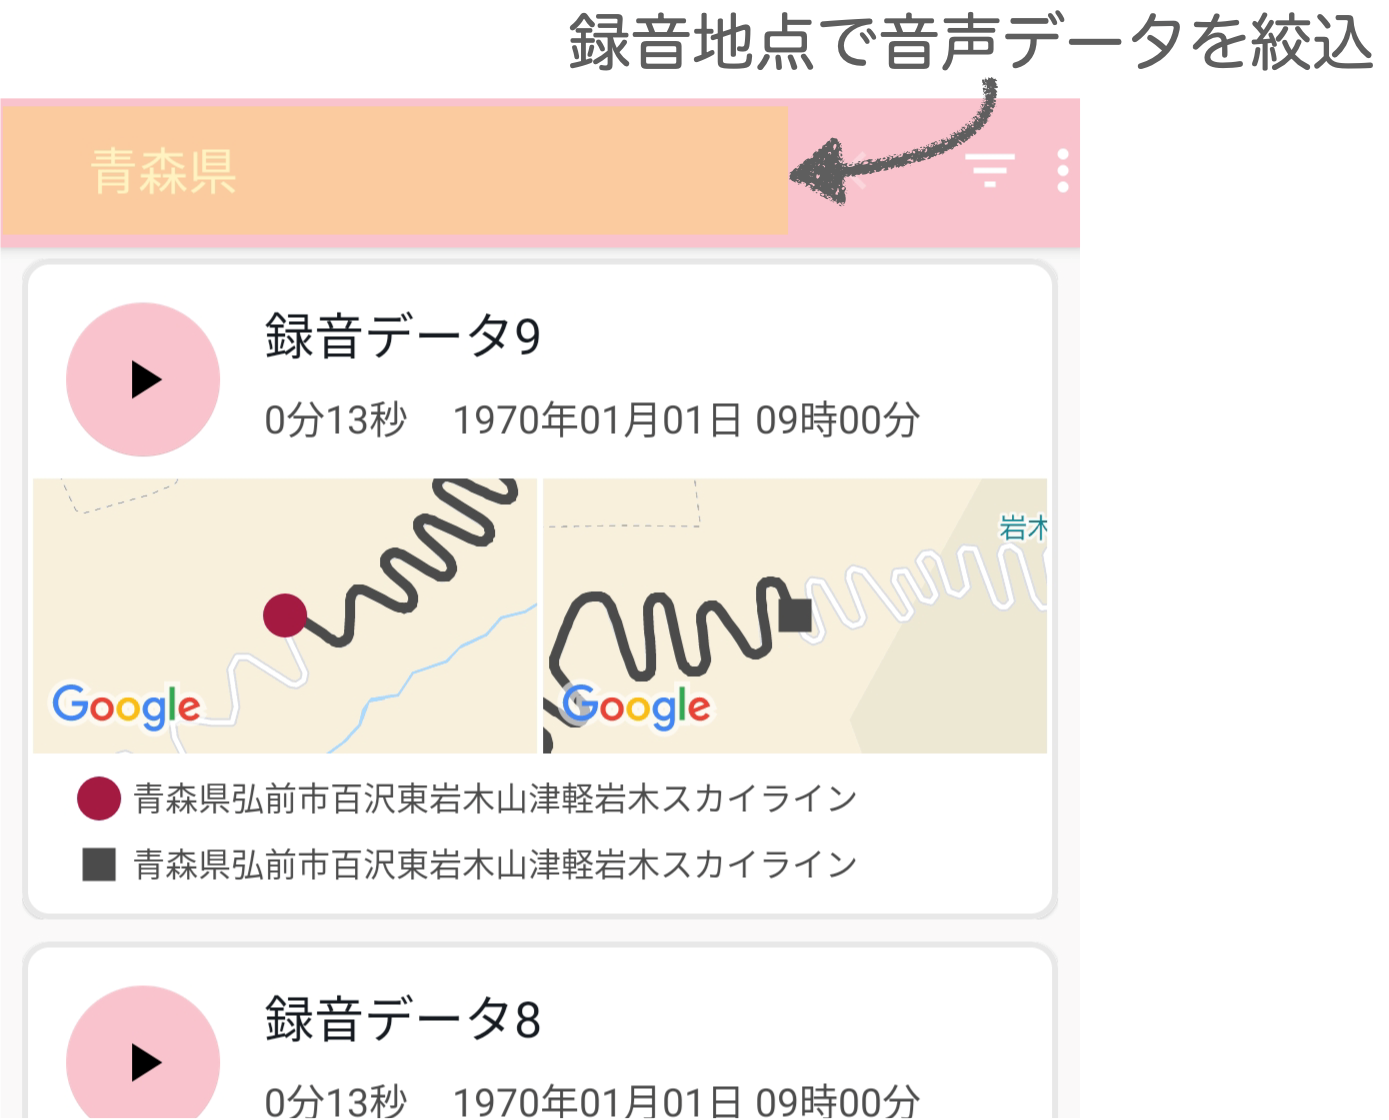 録音地点で音声データを絞込
青森県
録音データ9
0分13秒 1970年01月01日 09時00分
岩木
Google
Google
青森県弘前市百沢東岩木山津軽岩木スカイライン
青森県弘前市百沢東岩木山津軽岩木スカイライン
録音データ8
0分13秒 1970年01月01日 09時00分